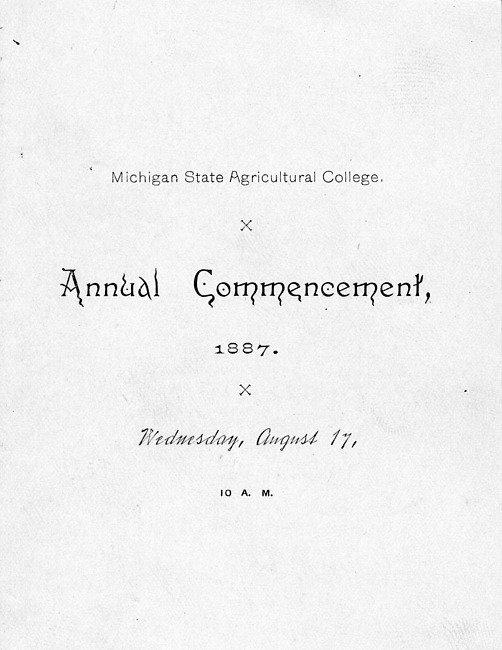 Michigan State Agricultural College.
Annual Commencement,
1887.
Wednesday, August 17,
10 A. M.